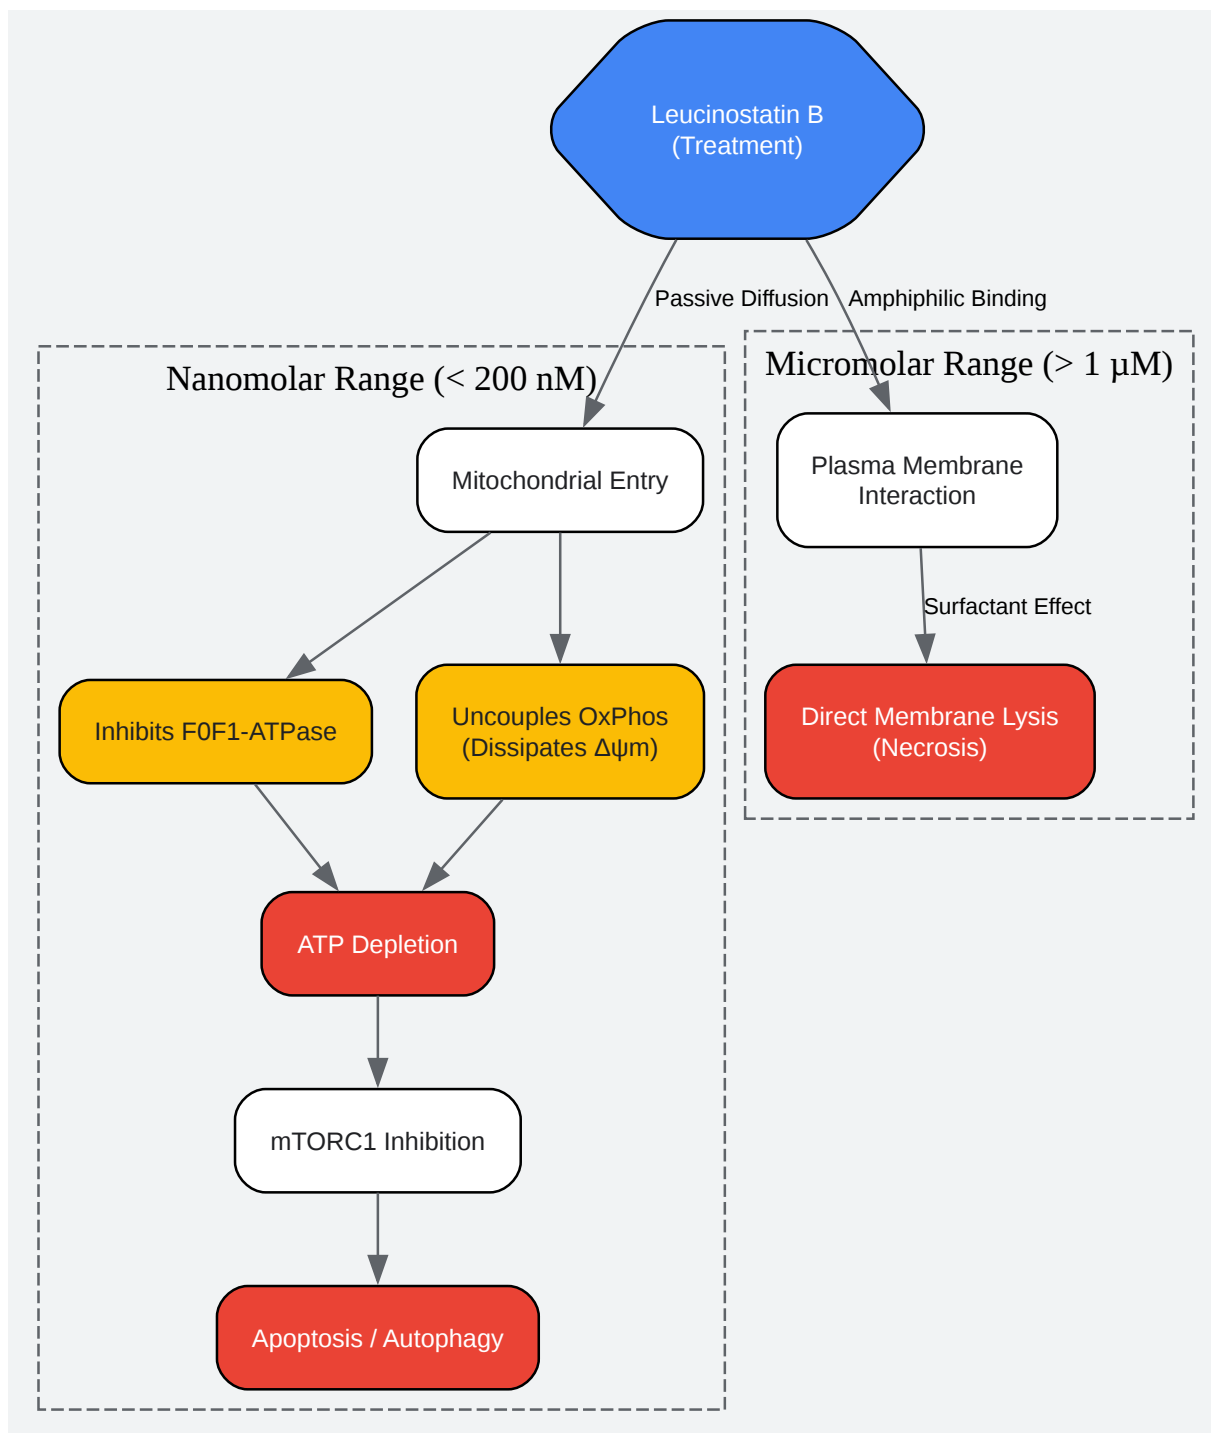 Leucinostatin B
(Treatment)
Passive Diffusion
Amphiphilic Binding
Nanomolar Range (< 200 nM)
Micromolar Range (> 1 µM)
Mitochondrial Entry
Plasma Membrane
Interaction
Surfactant Effect
Inhibits F0F1-ATPase
Uncouples OxPhos
(Dissipates Δψm)
Direct Membrane Lysis
(Necrosis)
ATP Depletion
mTORC1 Inhibition
Apoptosis / Autophagy